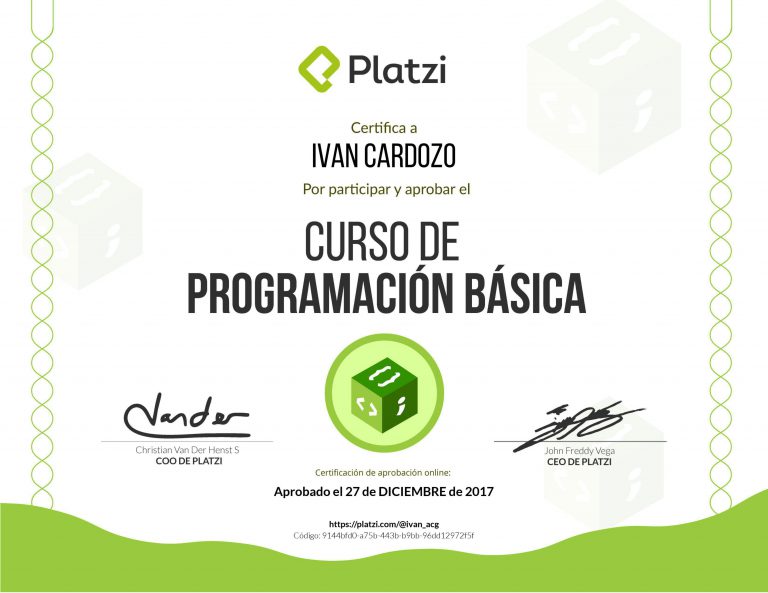 Platzi
Certifica a
IVAN CARDOZO
Por participar y aprobar el
CURSO DE
PROGRAMACIÓN BÁSICA
Vander
Christian Van Der Henst S
COO DE PLATZI
John Freddy Vega
CEO DE PLATZI
Certificación de aprobación online:
Aprobado el 27 de DICIEMBRE de 2017
https://platzi.com/@ivan_acg
Código: 9144bfd0-a75b-443b-b9bb-96dd12972f5f